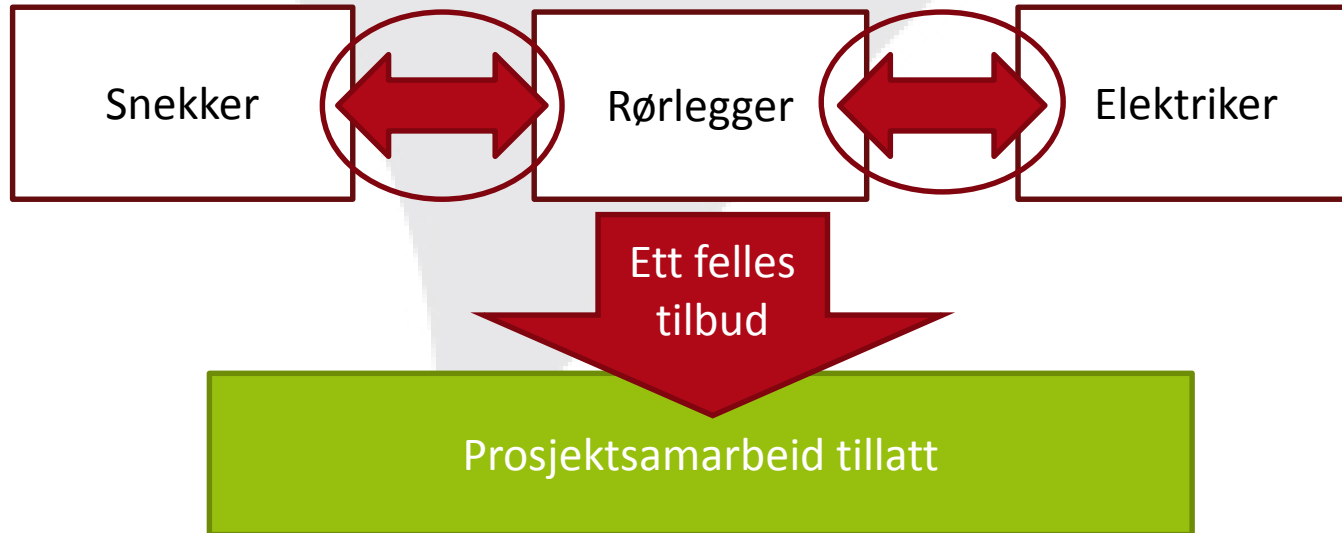 Snekker
Rørlegger
Elektriker
Ett felles
tilbud
Prosjektsamarbeid tillatt